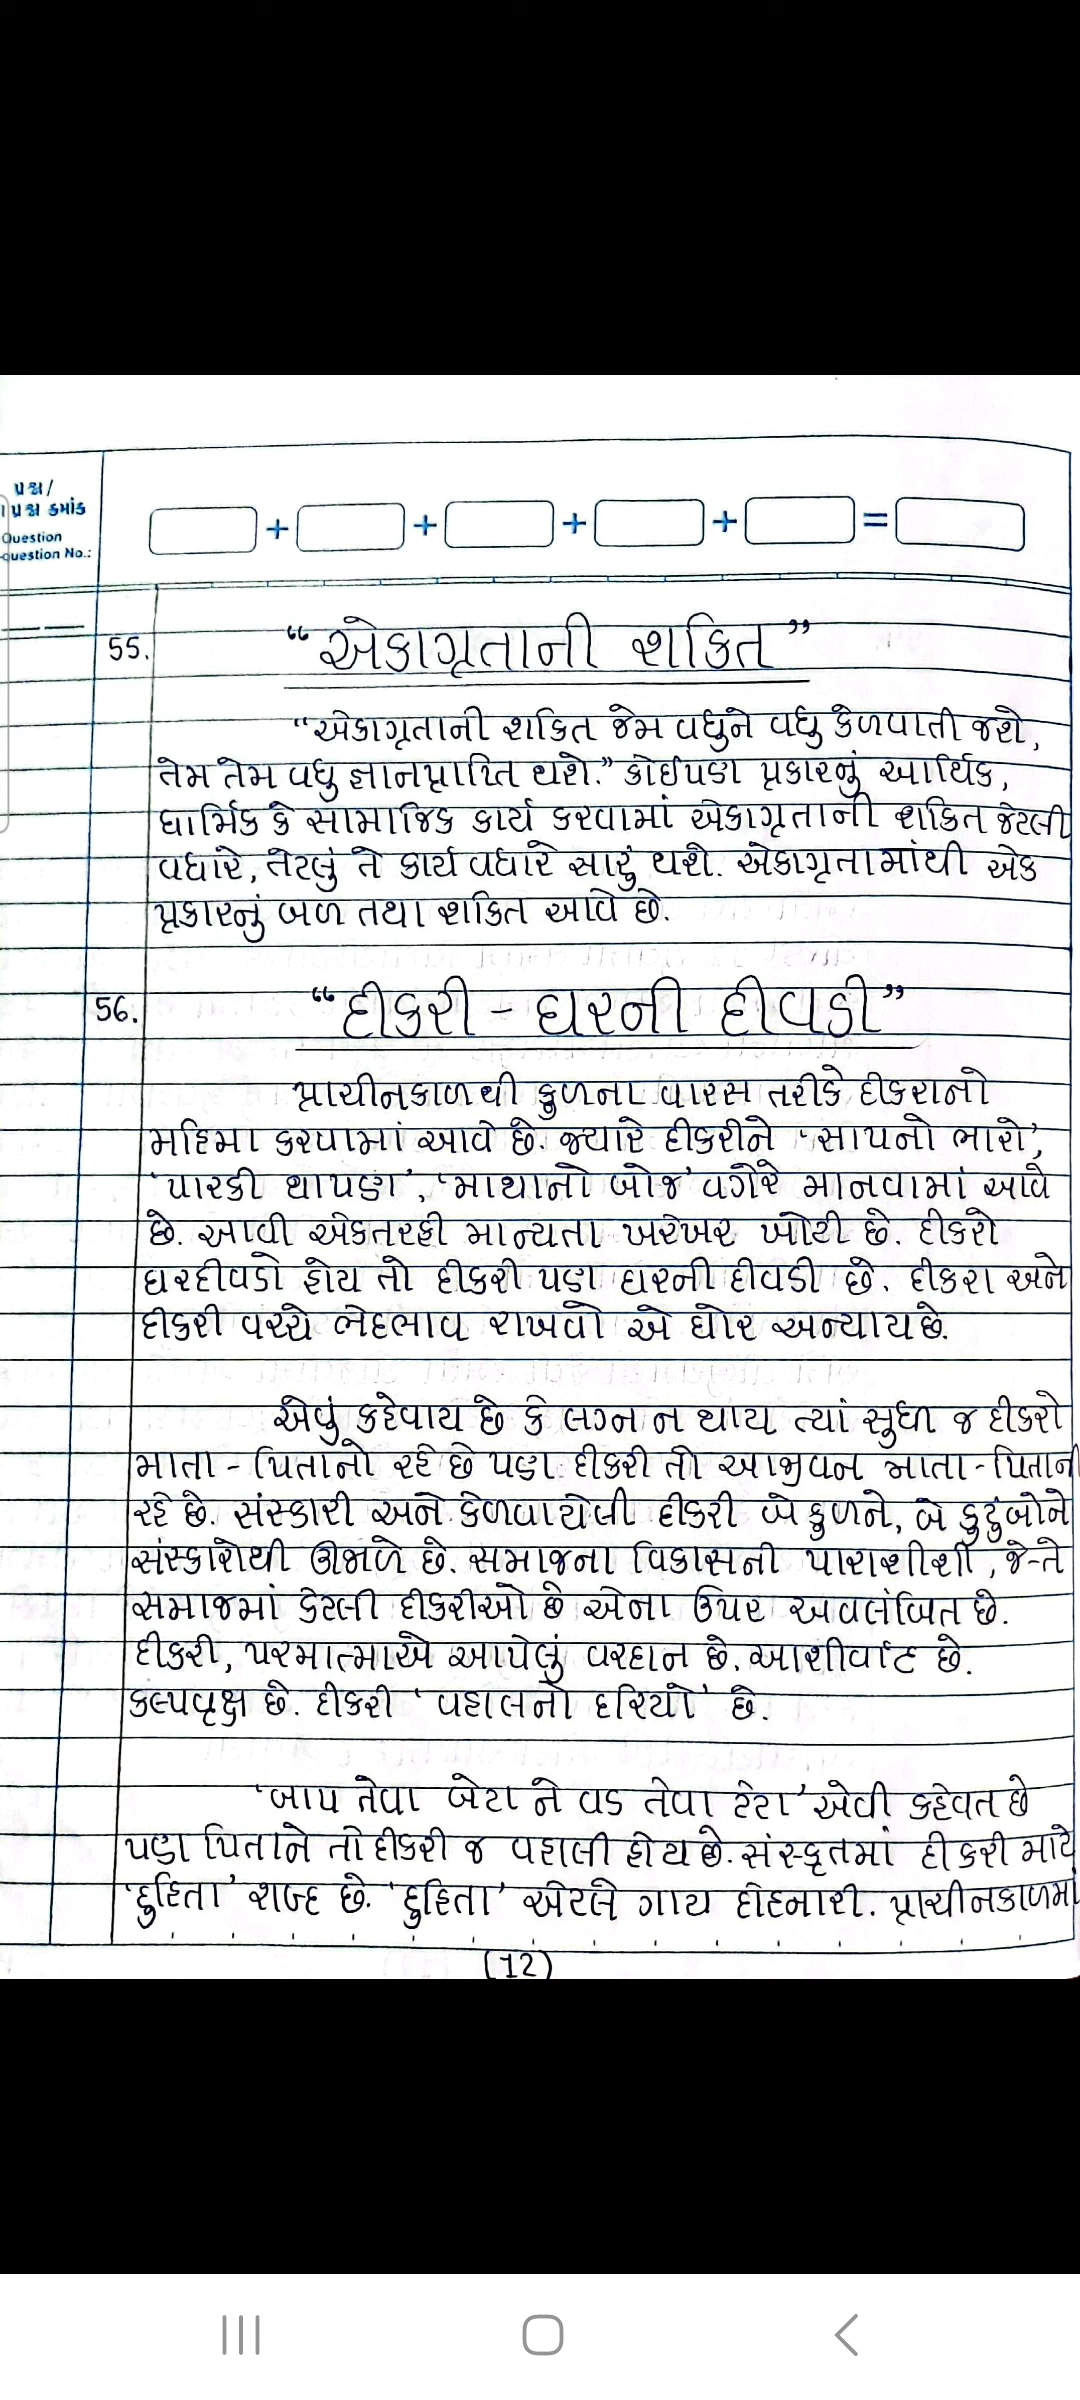 પ્રશ્ન/
પ્રશ્ન ક્રમાંક
Question
question No.:
+ + + + =
55. “એકાગ્રતાની શક્તિ”
“એકાગ્રતાની શક્તિ જેમ વધુને વધુ કેળવાતી જશે,
તેમ તેમ વધુ જ્ઞાનપ્રાપ્તિ થશે.” કોઈપણ પ્રકારનું આર્થિક,
ધાર્મિક કે સામાજિક કાર્ય કરવામાં એકાગ્રતાની શક્તિ જેટલી
વધારે, તેટલું તે કાર્ય વધારે સારું થશે. એકાગ્રતામાંથી એક
પ્રકારનું બળ તથા શક્તિ આવે છે.
56. “દીકરી - ઘરની દીવડી”
પ્રાચીનકાળથી કુળના વારસ તરીકે દીકરાનો
મહિમા કરવામાં આવે છે. જ્યારે દીકરીને ‘સાપનો ભારો’,
‘પારકી થાપણ’, ‘માથાનો બોજ’ વગેરે માનવામાં આવે
છે. આવી એકતરફી માન્યતા ખરેખર ખોટી છે. દીકરો
ઘરદીવડો હોય તો દીકરી પણ ઘરની દીવડી છે. દીકરા અને
દીકરી વચ્ચે ભેદભાવ રાખવો એ ઘોર અન્યાય છે.
એવું કહેવાય છે કે લગ્ન ન થાય ત્યાં સુધી જ દીકરો
માતા - પિતાનો રહે છે પણ દીકરી તો આજીવન માતા - પિતાની
રહે છે. સંસ્કારી અને કેળવાયેલી દીકરી બે કુળને, બે કુટુંબોને
સંસ્કારોથી ઊજાળે છે. સમાજના વિકાસની પારાશીશી, જે-તે
સમાજમાં કેટલી દીકરીઓ છે એના ઉપર અવલંબિત છે.
દીકરી, પરમાત્માએ આપેલું વરદાન છે. આશીર્વાદ છે.
કલ્પવૃક્ષ છે. દીકરી ‘વહાલનો દરિયો’ છે.
‘બાપ તેવા બેટા ને વડ તેવા ટેટા’ એવી કહેવત છે
પણ પિતાને તો દીકરી જ વહાલી હોય છે. સંસ્કૃતમાં દીકરી માટે
‘દુહિતા’ શબ્દ છે. ‘દુહિતા’ એટલે ગાય દોહનારી. પ્રાચીનકાળમાં
(12)